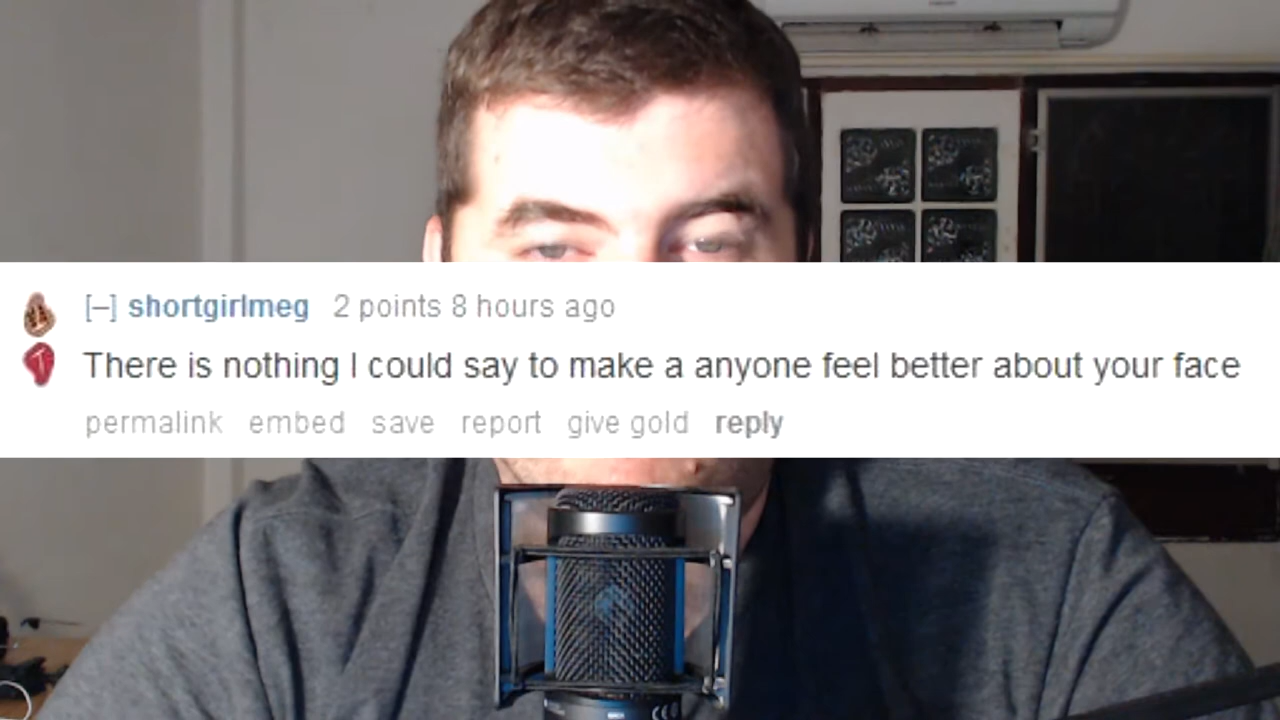 [–] shortgirlmeg 2 points 8 hours ago
There is nothing I could say to make a anyone feel better about your face
permalink embed save report give gold reply